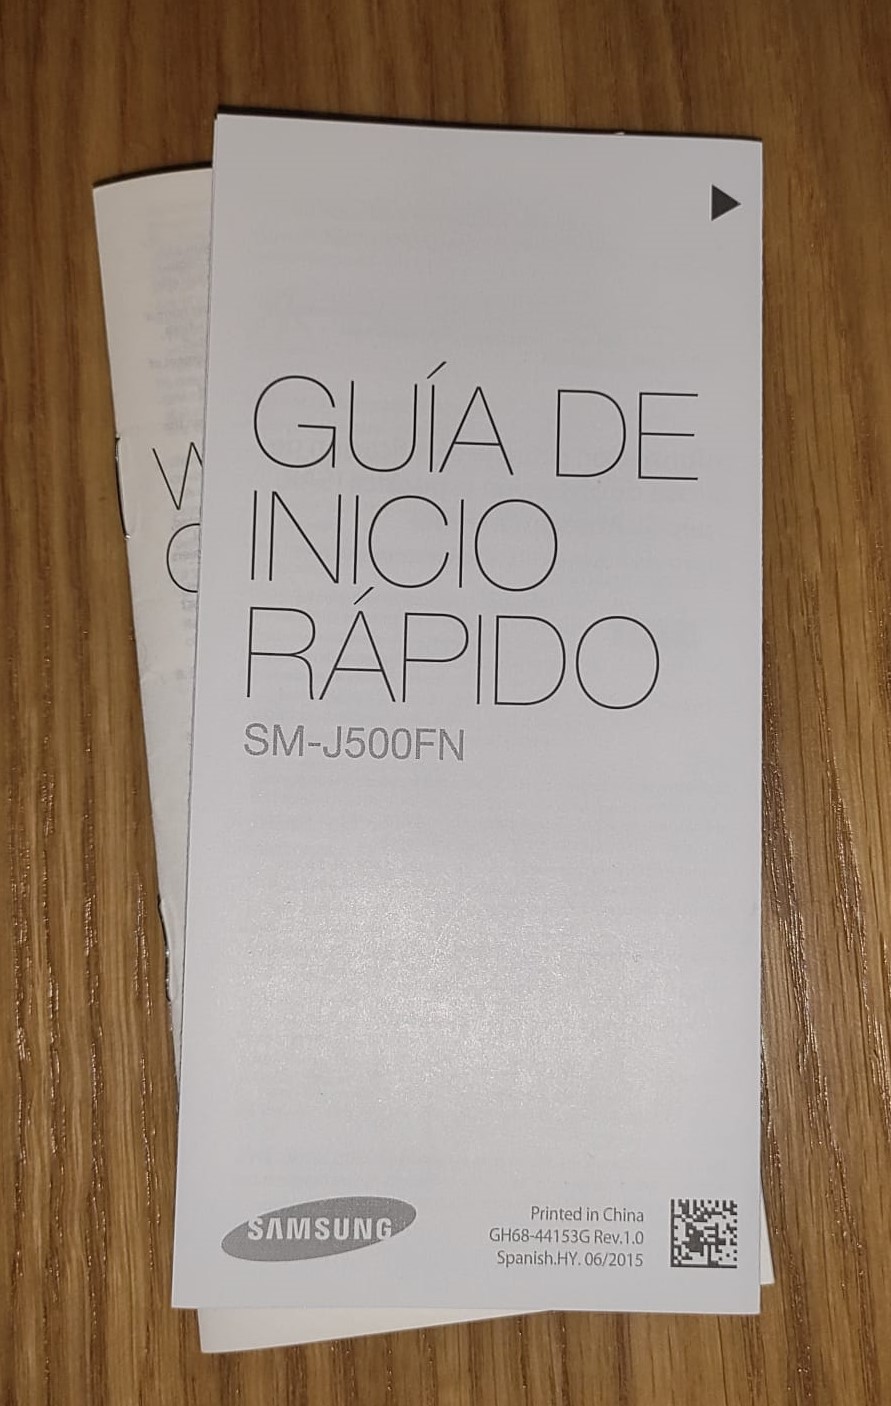 GUÍA DE
INICIO
RÁPIDO
SM-J500FN
SAMSUNG
Printed in China
GH68-44153G Rev.1.0
Spanish.HY. 06/2015